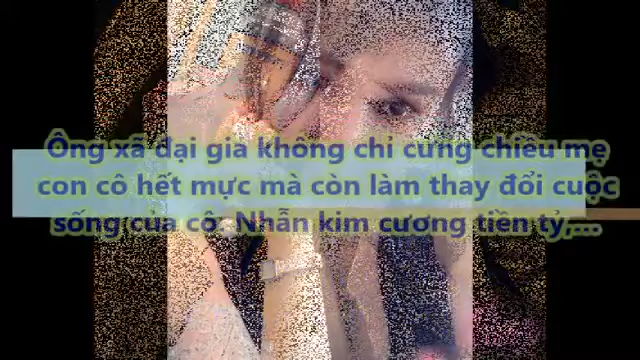 Ông xã đại gia không chỉ cưng chiều mẹ
con cô hết mực mà còn làm thay đổi cuộc
sống của cô. Nhẫn kim cương tiền tỷ,...